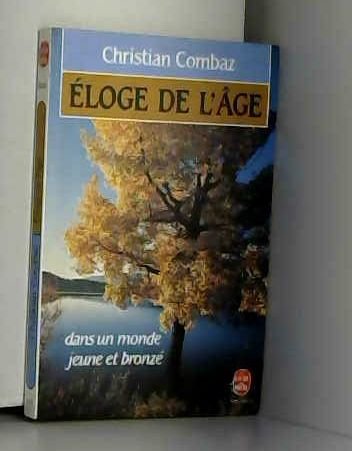 Christian Combaz
ÉLOGE DE L'ÂGE
dans un monde
jeune et bronzé